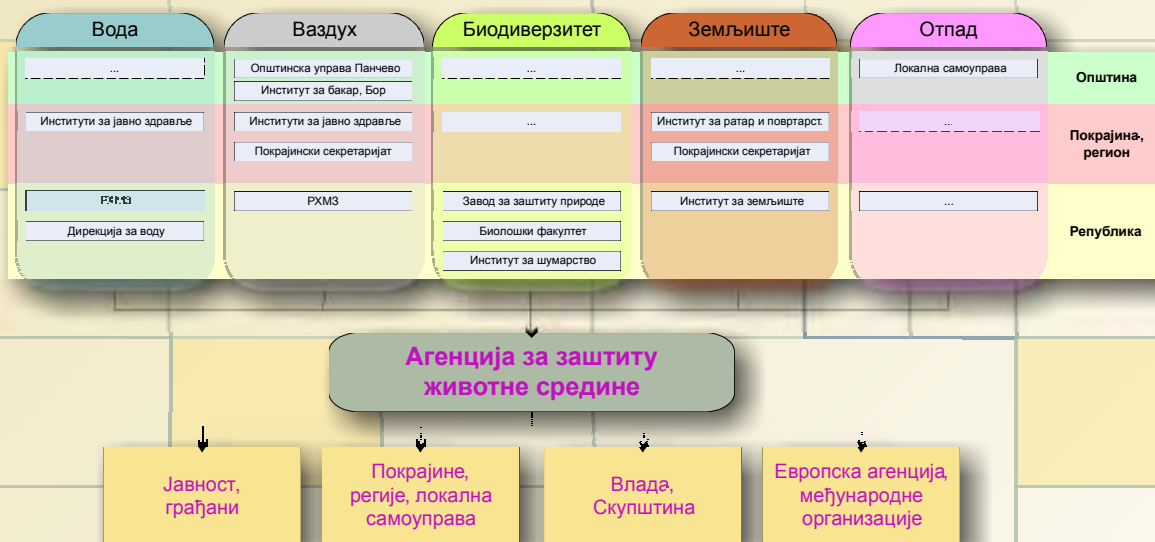 Вода
Ваздух
Биодиверзитет
Земљиште
Отпад
...
Општинска управа Панчево
...
...
Локална самоуправа
Општина
Институт за бакар, Бор
Институти за јавно здравље
Институти за јавно здравље
...
Институт за ратар и повртарст.
...
Покрајина,
регион
Покрајински секретаријат
Покрајински секретаријат
РХМЗ
РХМЗ
Завод за заштиту природе
Институт за земљиште
...
Република
Дирекција за воду
Биолошки факултет
Институт за шумарство
Агенција за заштиту
животне средине
Јавност,
грађани
Покрајине,
регије, локална
самоуправа
Влада,
Скупштина
Европска агенција,
међународне
организације